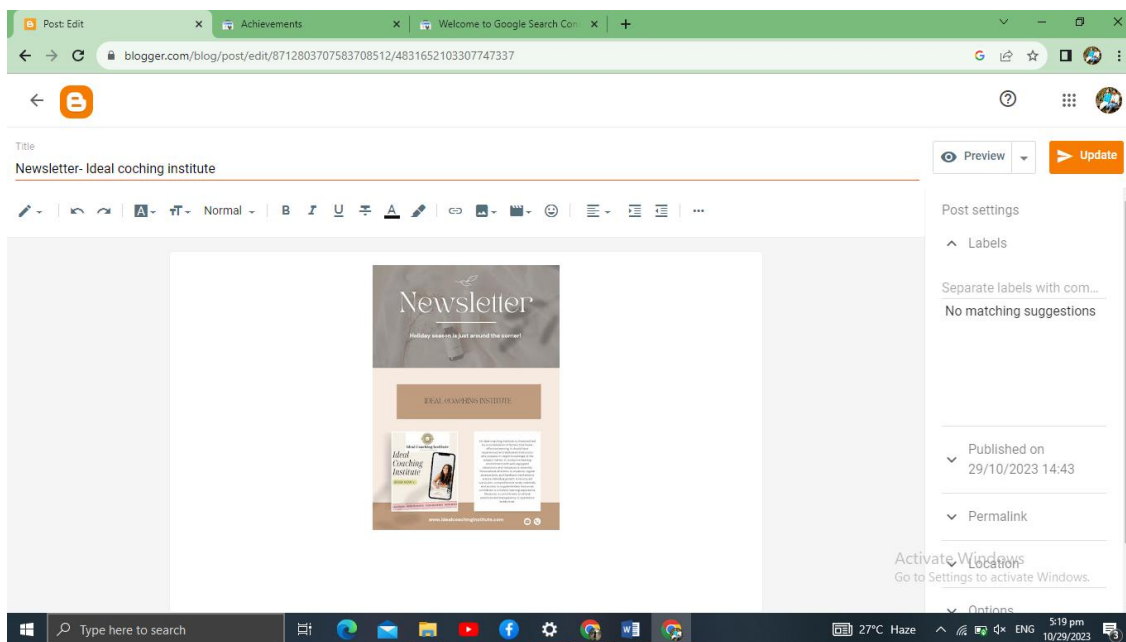 Post: Edit
Achievements
Welcome to Google Search Con
blogger.com/blog/post/edit/8712803707583708512/4831652103307747337
Title
Newsletter- Ideal coching institute
Preview
Update
Normal
Post settings
Labels
Separate labels with com...
No matching suggestions
Newsletter
Holiday season is just around the corner!
IDEAL COACHING INSTITUTE
Ideal Coaching Institute
Ideal
Coaching
Institute
www.idealcoachinginstitute.com
Published on
29/10/2023 14:43
Permalink
Location
Options
Activate Windows
Go to Settings to activate Windows.
Type here to search
27°C Haze
ENG
5:19 pm
10/29/2023